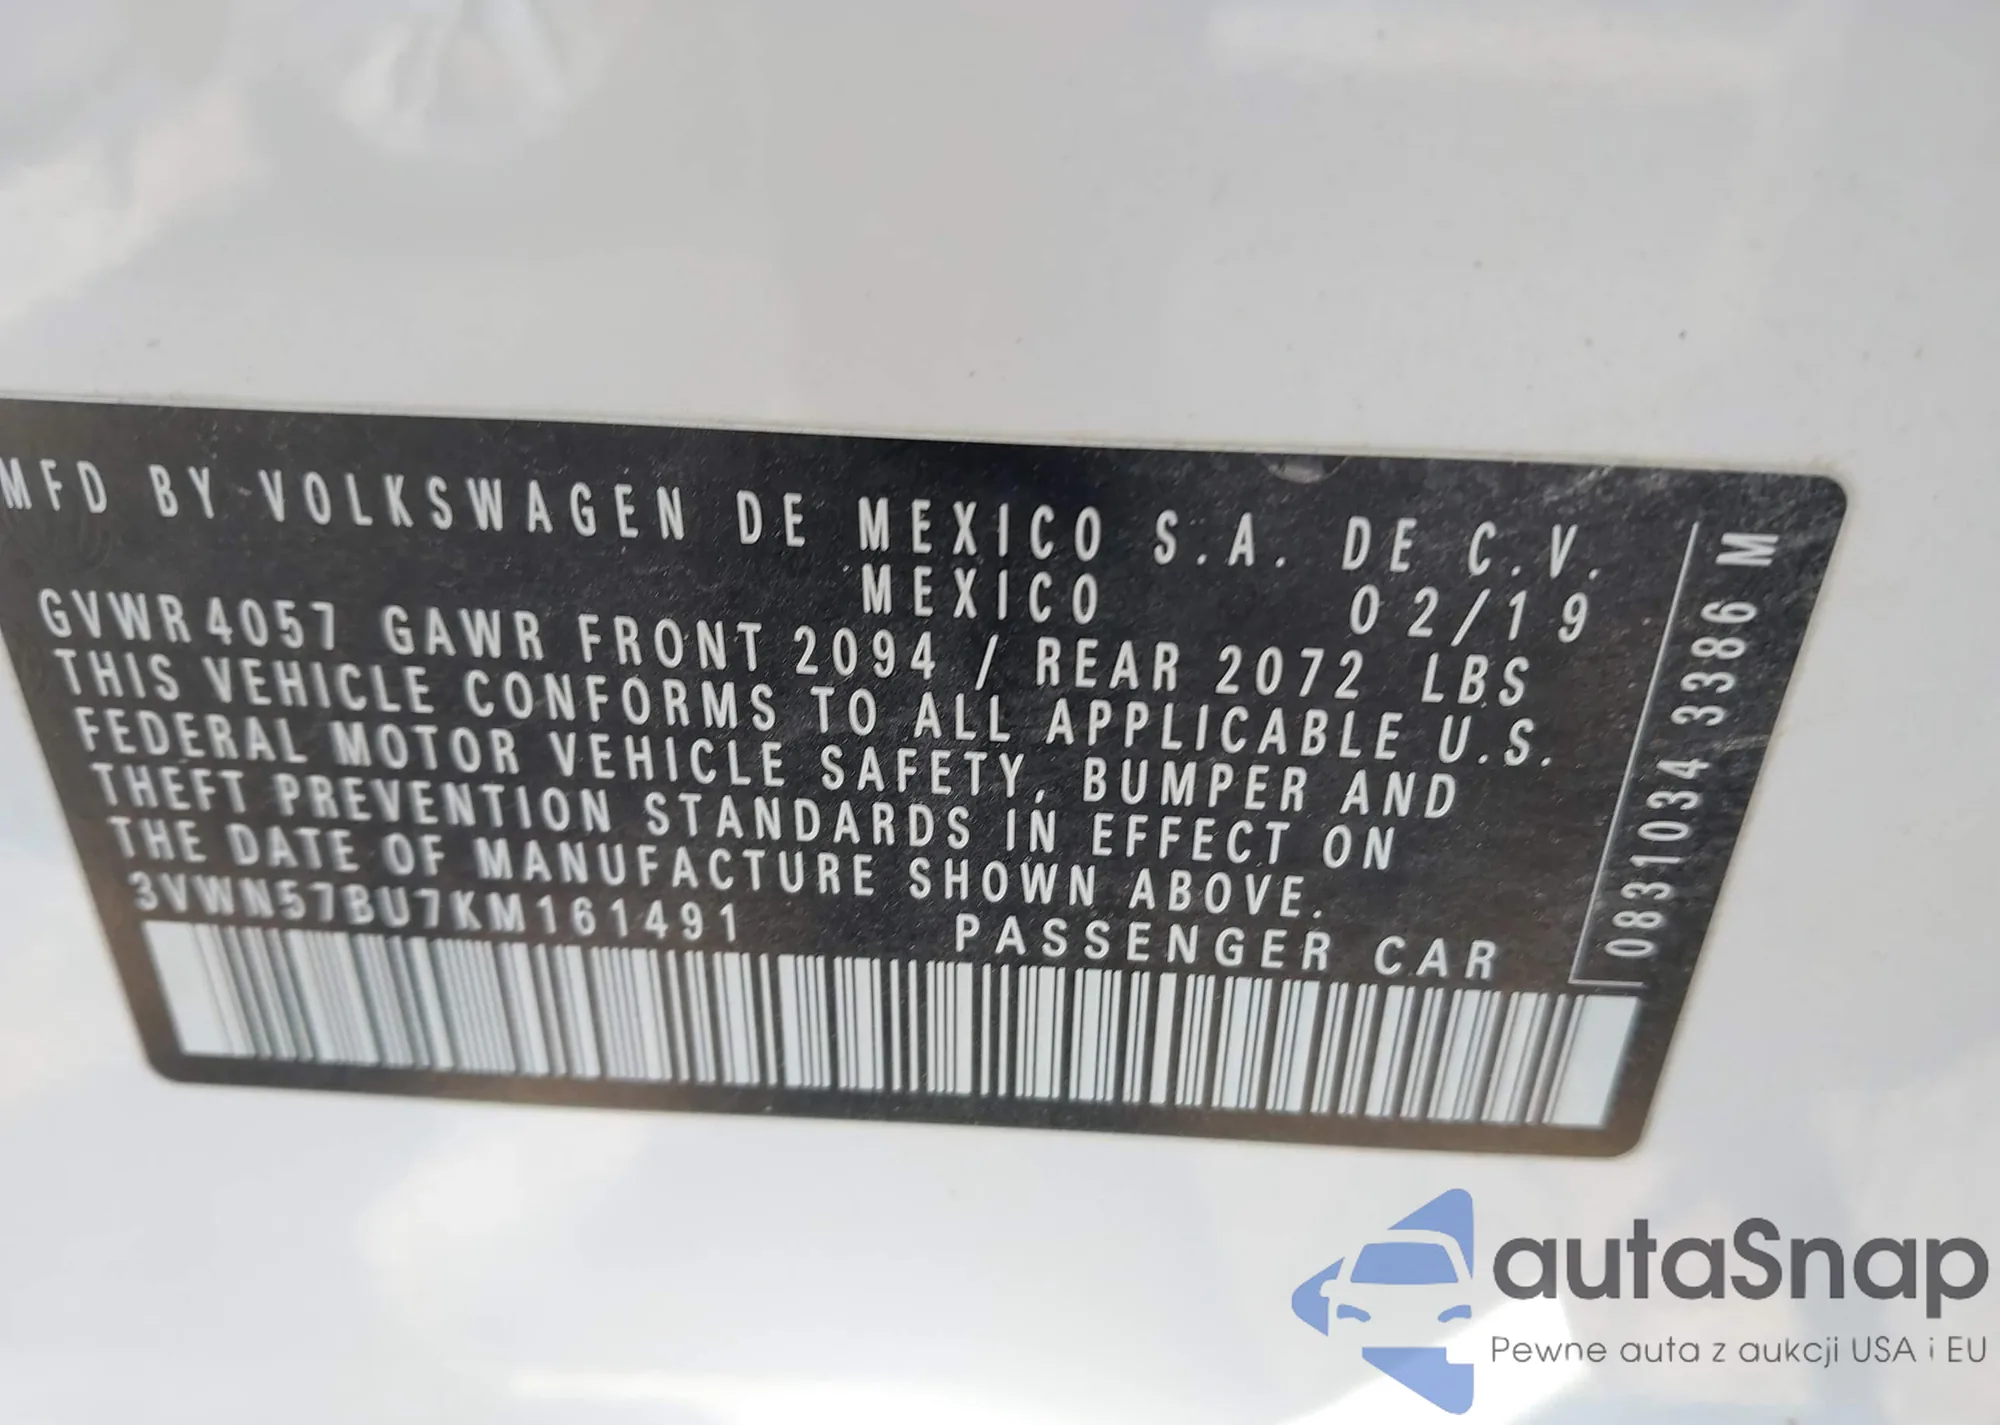 MFD BY VOLKSWAGEN DE MEXICO S.A. DE C.V.
MEXICO 02/19
GVWR 4057 GAWR FRONT 2094 / REAR 2072 LBS
THIS VEHICLE CONFORMS TO ALL APPLICABLE U.S.
FEDERAL MOTOR VEHICLE SAFETY, BUMPER AND
THEFT PREVENTION STANDARDS IN EFFECT ON
THE DATE OF MANUFACTURE SHOWN ABOVE.
3VWN57BU7KM161491 PASSENGER CAR
0831034 3386 M
autaSnap
Pewne auta z aukcji USA i EU